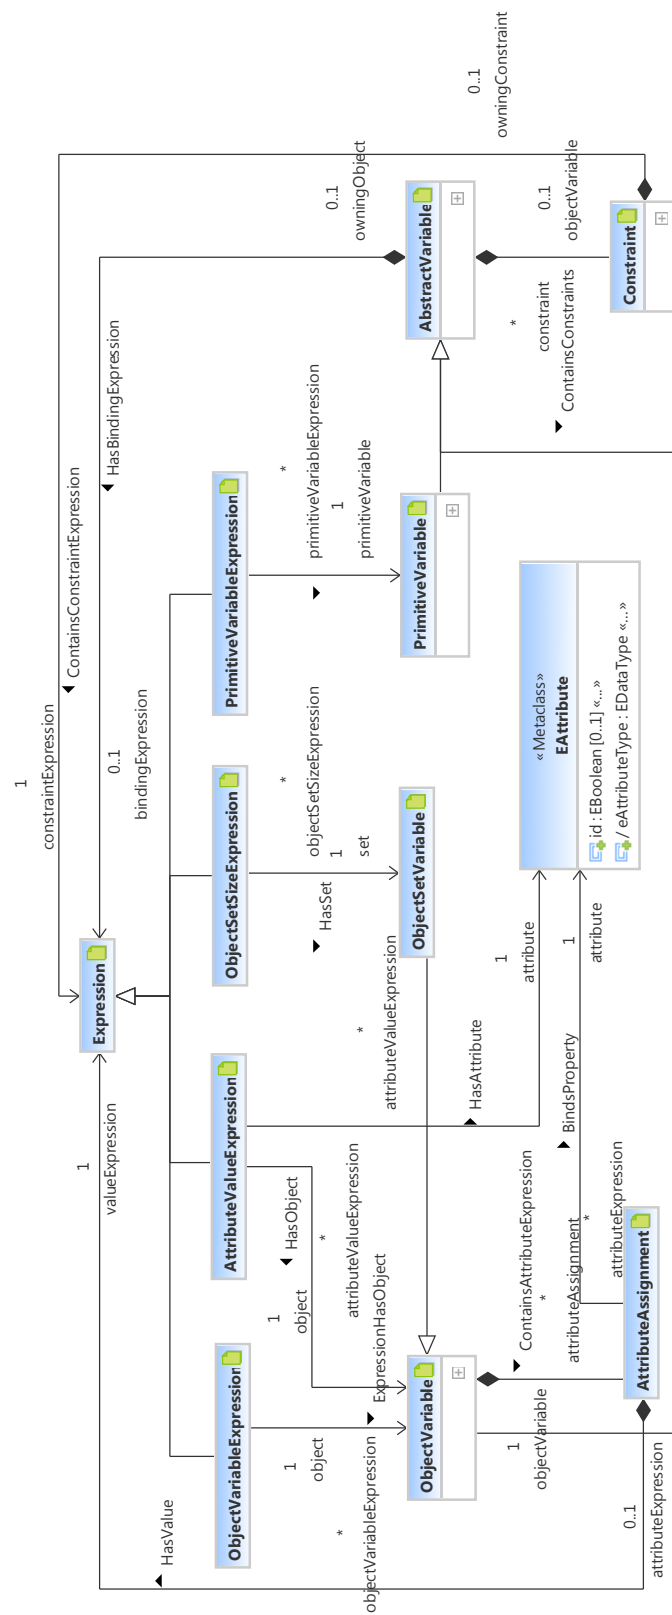 1
constraintExpression
ContainsConstraintExpression
1
valueExpression
Expression
0..1
HasBindingExpression
bindingExpression
HasValue
ObjectVariableExpression
AttributeValueExpression
ObjectSetSizeExpression
PrimitiveVariableExpression
1
object
1
object
HasObject
*
objectSetSizeExpression
*
primitiveVariableExpression
*
attributeValueExpression
HasSet
1
set
1
primitiveVariable
0..1
owningObject
*
objectVariableExpression
ExpressionHasObject
*
attributeValueExpression
ObjectVariable
ObjectSetVariable
PrimitiveVariable
AbstractVariable
HasAttribute
0..1
owningConstraint
1
objectVariable
ContainsAttributeExpression
*
attributeAssignment
1
attribute
*
constraint
ContainsConstraints
0..1
objectVariable
«Metaclass»
EAttribute
id : EBoolean [0..1] «...»
/ eAttributeType : EDataType «...»
BindsProperty
1
attribute
*
attributeExpression
AttributeAssignment
Constraint
0..1
attributeExpression